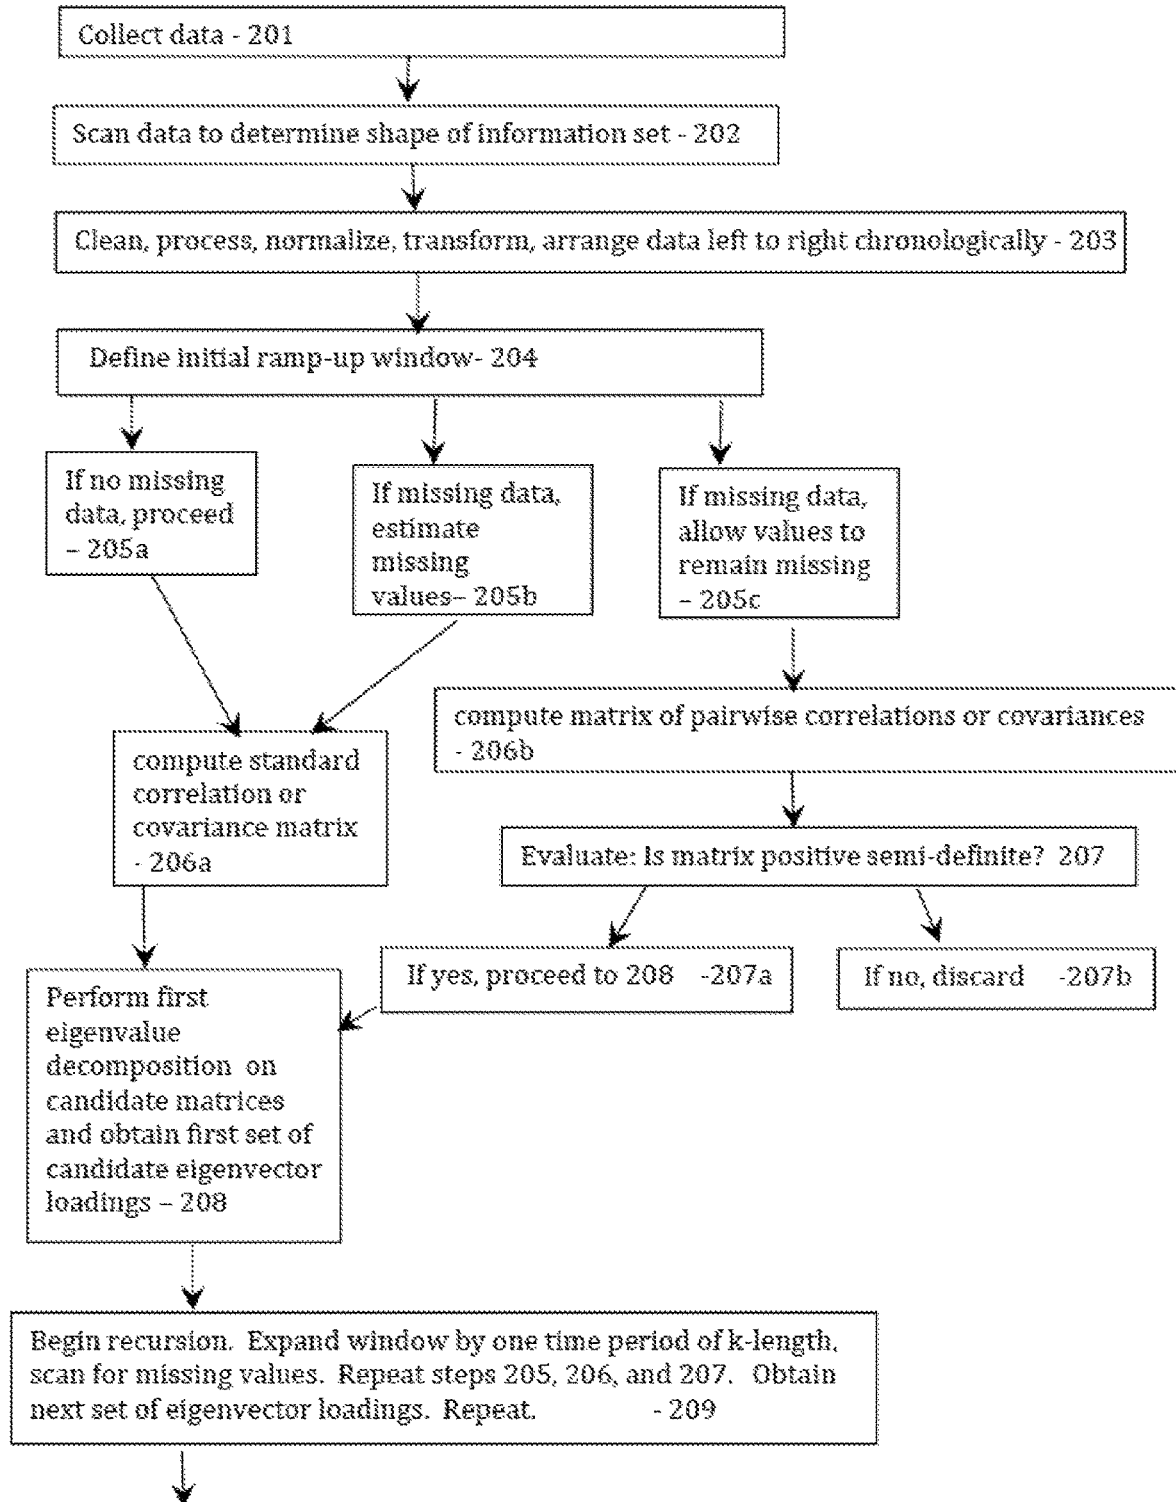 Collect data - 201
Scan data to determine shape of information set - 202
Clean, process, normalize, transform, arrange data left to right chronologically - 203
Define initial ramp-up window- 204
If no missing
data, proceed
– 205a
If missing data,
estimate
missing
values– 205b
If missing data,
allow values to
remain missing
– 205c
compute matrix of pairwise correlations or covariances
- 206b
compute standard
correlation or
covariance matrix
- 206a
Evaluate: Is matrix positive semi-definite? 207
If yes, proceed to 208 -207a
If no, discard -207b
Perform first
eigenvalue
decomposition on
candidate matrices
and obtain first set of
candidate eigenvector
loadings – 208
Begin recursion. Expand window by one time period of k-length,
scan for missing values. Repeat steps 205, 206, and 207. Obtain
next set of eigenvector loadings. Repeat. - 209